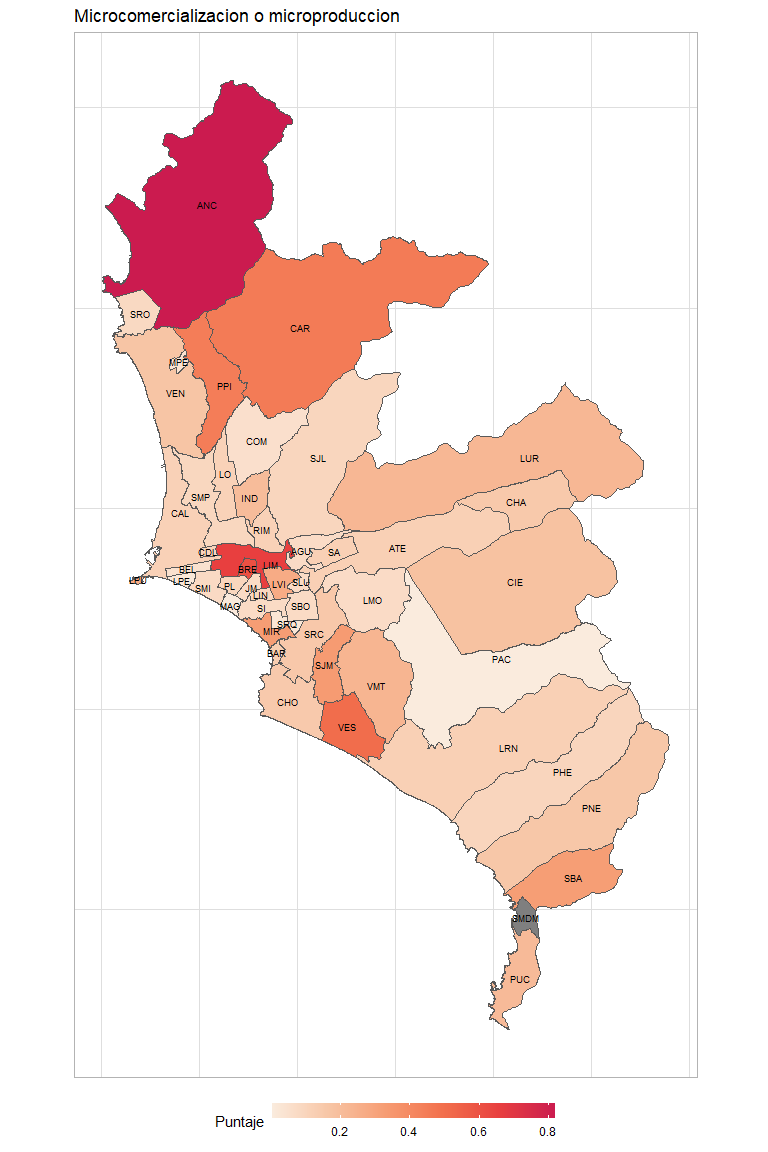 Microcomercializacion o microproduccion
ANC
SRO
CAR
MPE
PPI
VEN
COM
SJL
LUR
LO
SMP
IND
CHA
CAL
RIM
CDL
AGU
SA
ATE
LIM
BEL
BRE
LPU
LPE
SMI
PL
JM
LVI
SLU
CIE
LIN
MAG
SI
SBO
LMO
SRQ
MIR
SRC
BAR
SJM
PAC
VMT
CHO
VES
LRN
PHE
PNE
SBA
SMDM
PUC
Puntaje
0.2 0.4 0.6 0.8